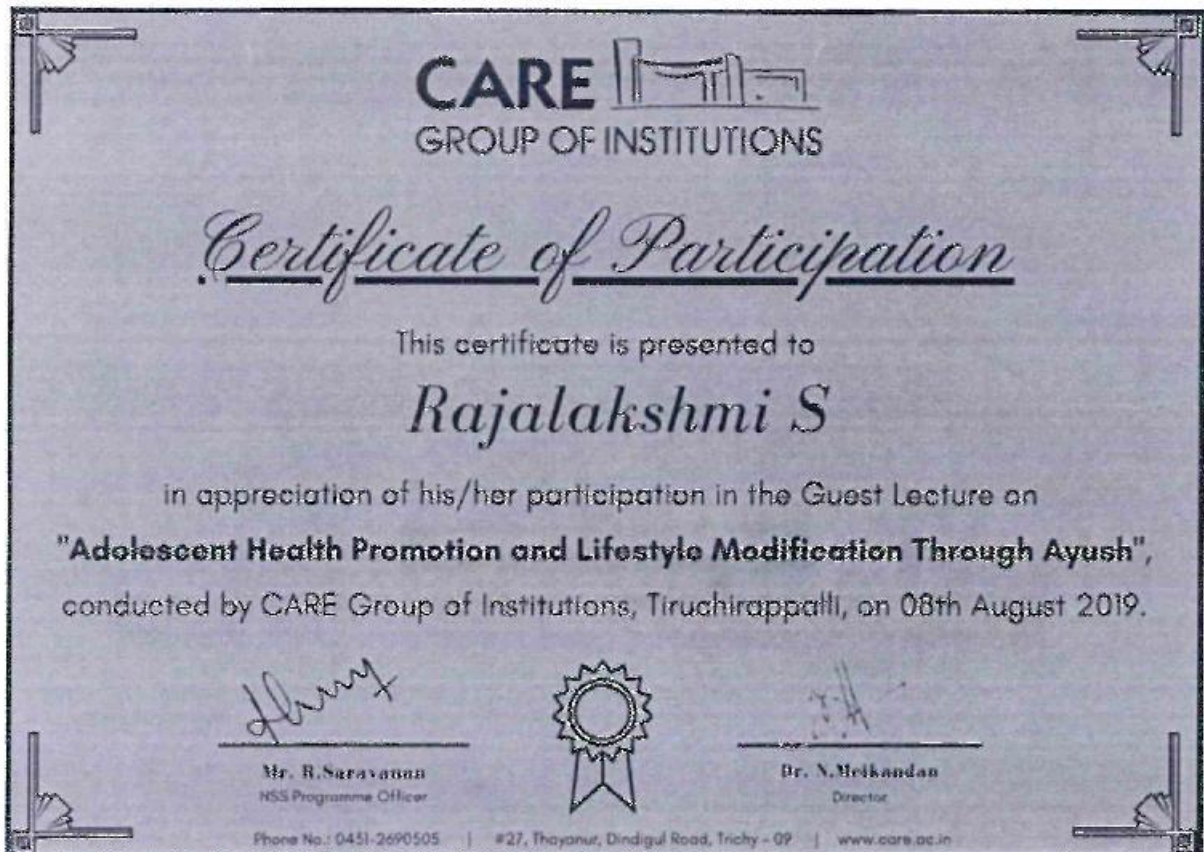 CARE
GROUP OF INSTITUTIONS
Certificate of Participation
This certificate is presented to
Rajalakshmi S
in appreciation of his/her participation in the Guest Lecture on
"Adolescent Health Promotion and Lifestyle Modification Through Ayush",
conducted by CARE Group of Institutions, Tiruchirappalli, on 08th August 2019.
Mr. R.Saravanan
NSS Programme Officer
Dr. N.Meikandan
Director
Phone No.: 0451-2690505 | #27, Thayanur, Dindigul Road, Trichy - 09 | www.care.ac.in